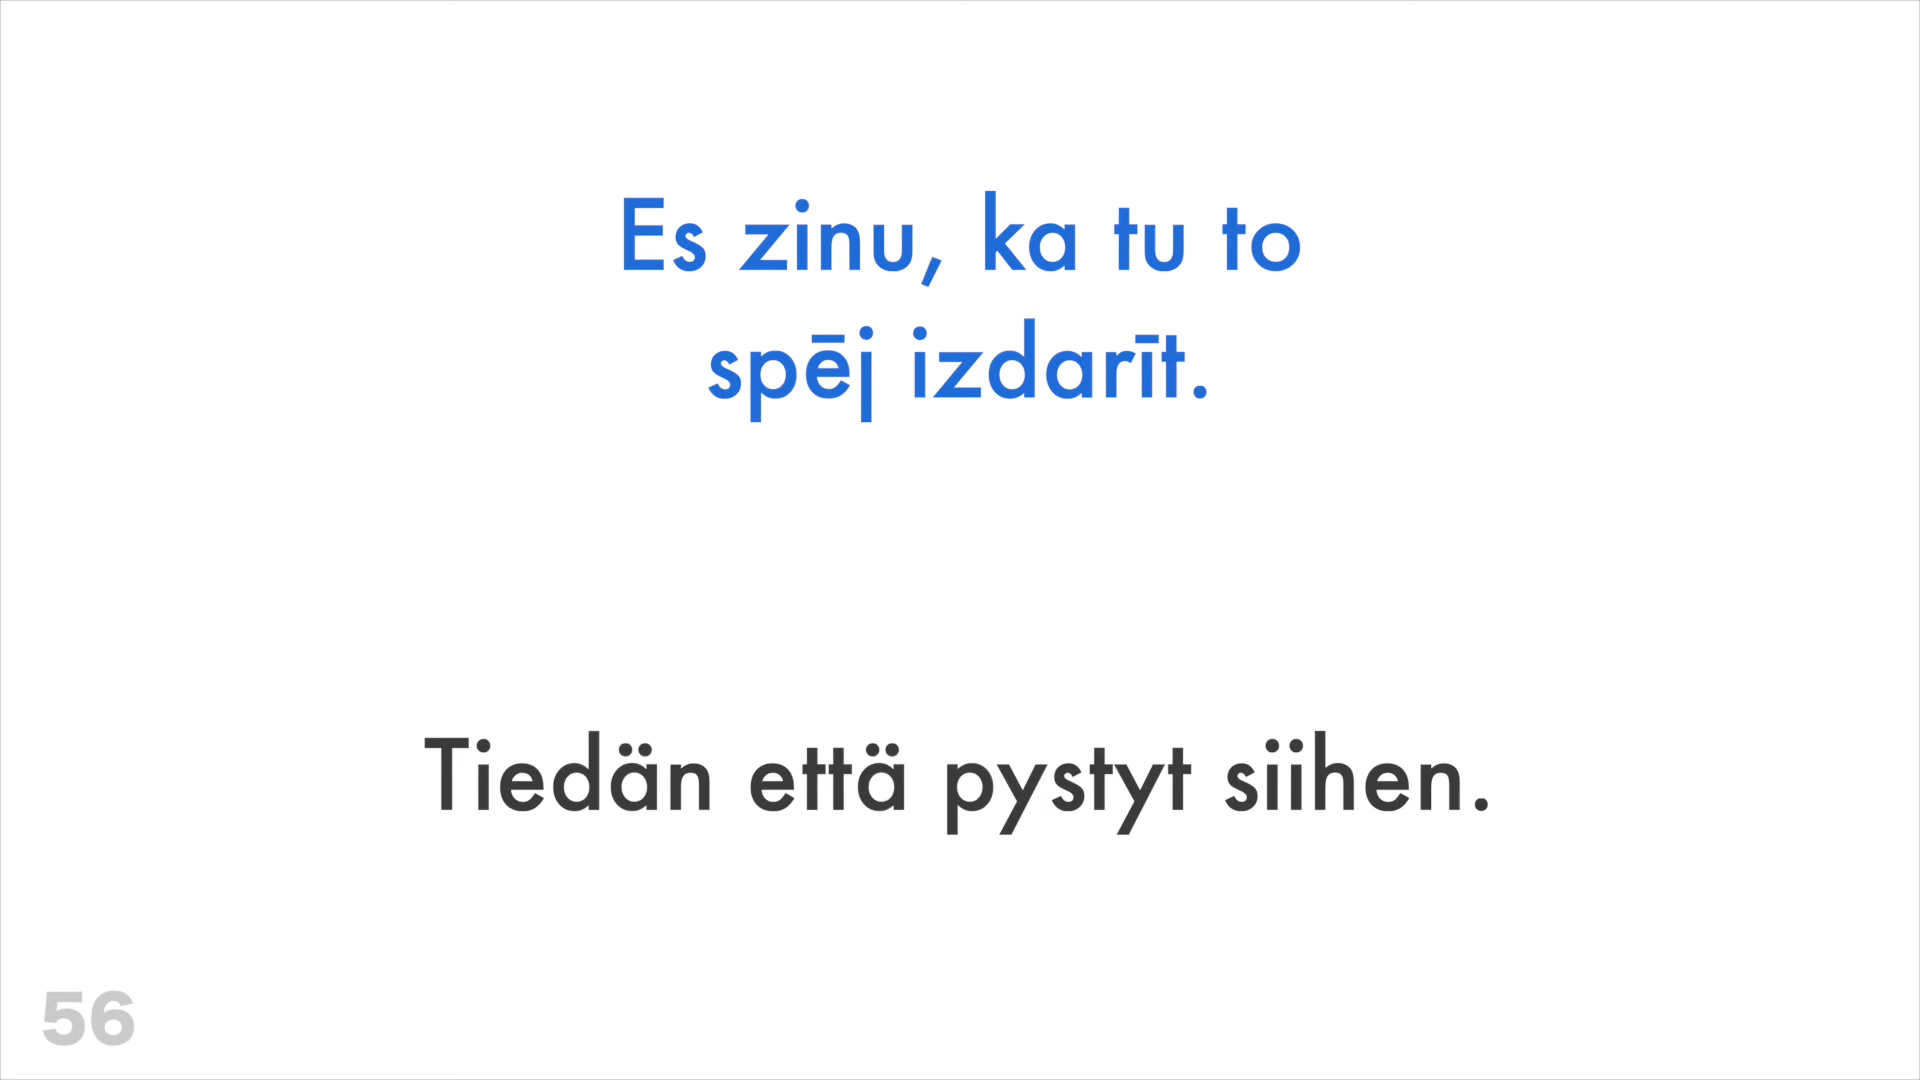 Es zinu, ka tu to
spēj izdarīt.
Tiedän että pystyt siihen.
56